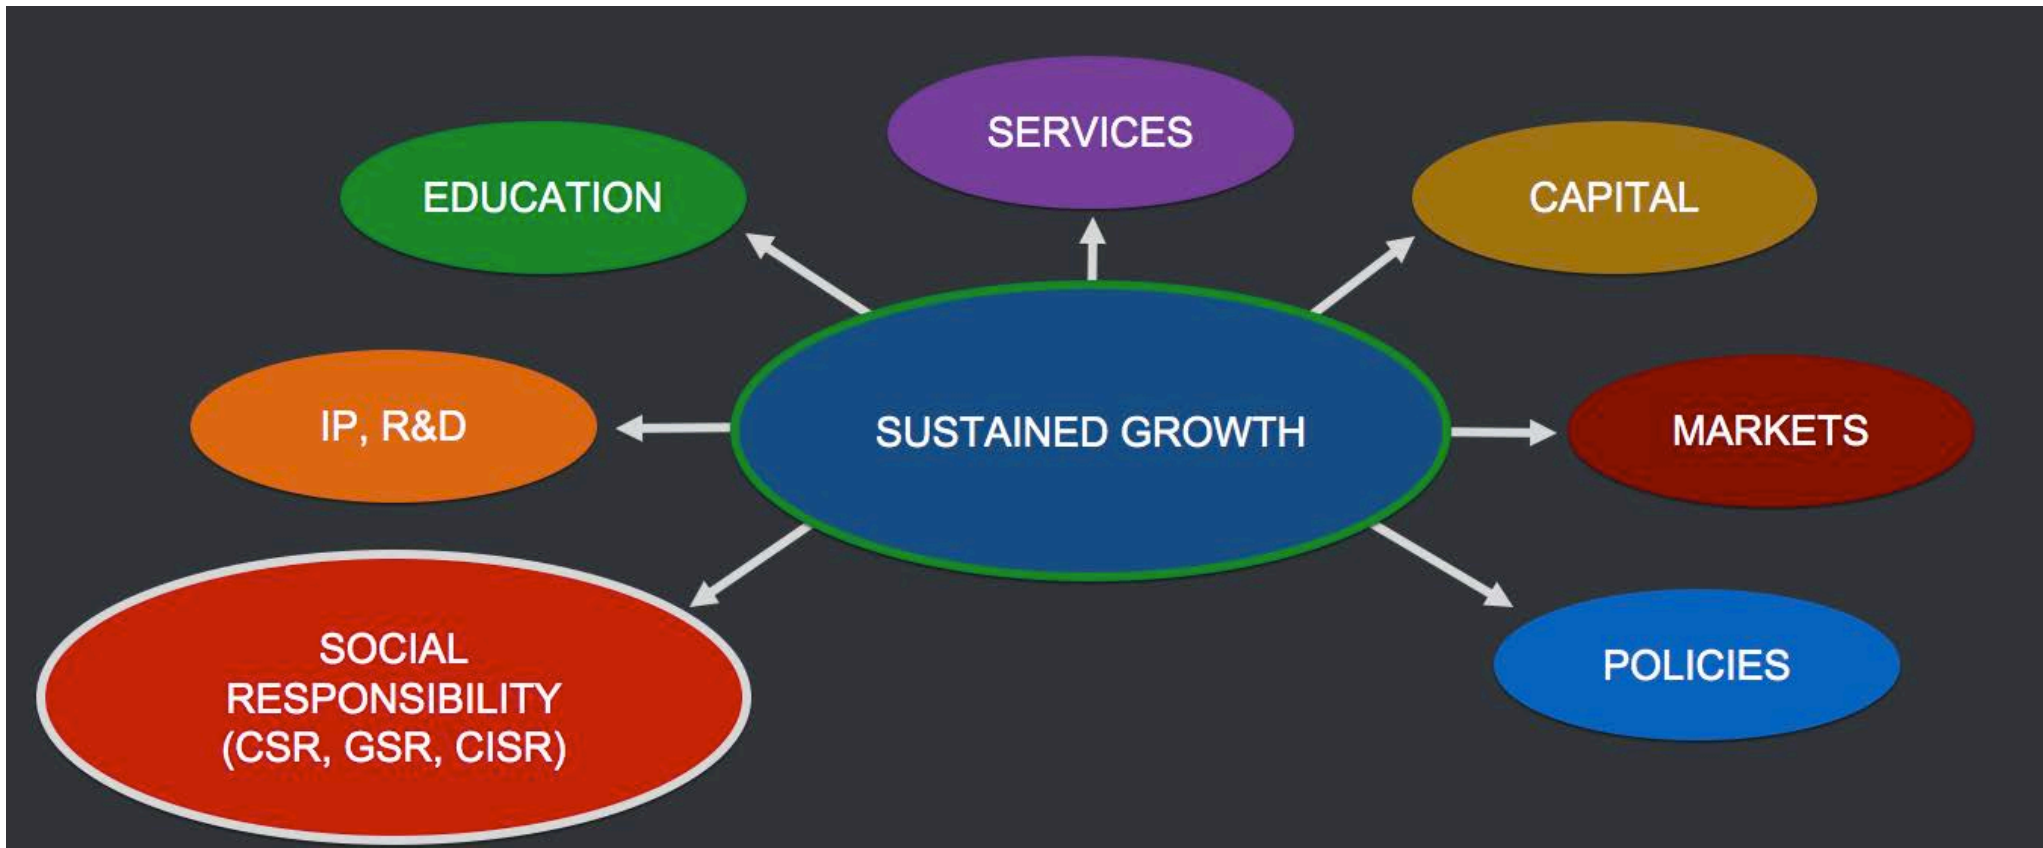 SERVICES
EDUCATION
CAPITAL
IP, R&D
SUSTAINED GROWTH
MARKETS
SOCIAL
RESPONSIBILITY
(CSR, GSR, CISR)
POLICIES